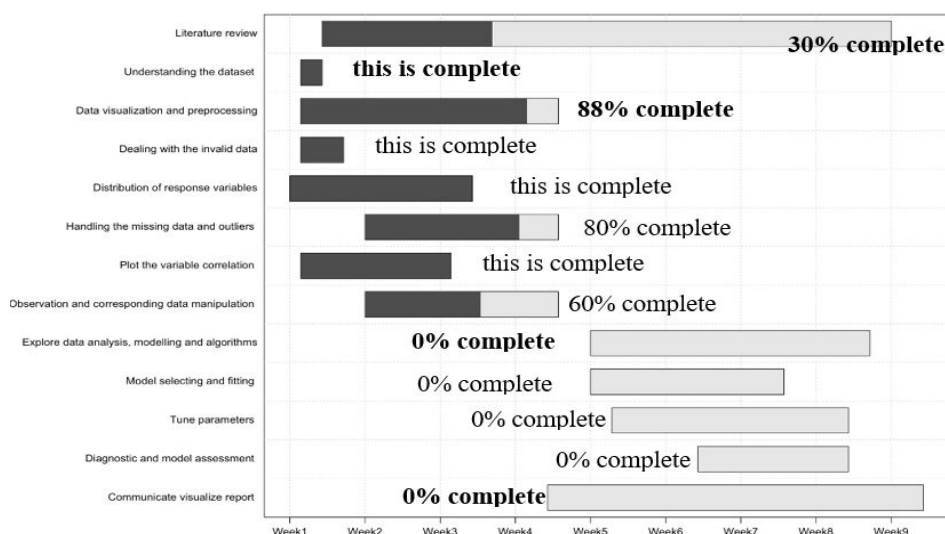 Literature review
30% complete
Understanding the dataset this is complete
Data visualization and preprocessing 88% complete
Dealing with the invalid data this is complete
Distribution of response variables this is complete
Handling the missing data and outliers 80% complete
Plot the variable correlation this is complete
Observation and corresponding data manipulation 60% complete
Explore data analysis, modelling and algorithms 0% complete
Model selecting and fitting 0% complete
Tune parameters 0% complete
Diagnostic and model assessment 0% complete
Communicate visualize report 0% complete
Week1 Week2 Week3 Week4 Week5 Week6 Week7 Week8 Week9